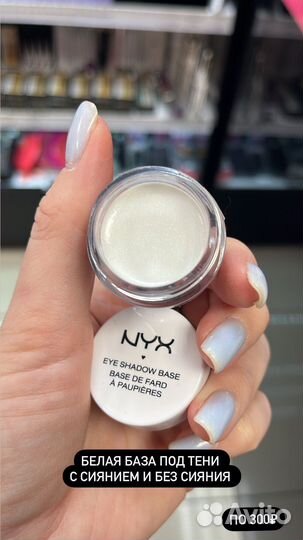 NYX
EYE SHADOW BASE
BASE DE FARD
À PAUPIÈRES
БЕЛАЯ БАЗА ПОД ТЕНИ
С СИЯНИЕМ И БЕЗ СИЯНИЯ
ПО 300₽
Avito